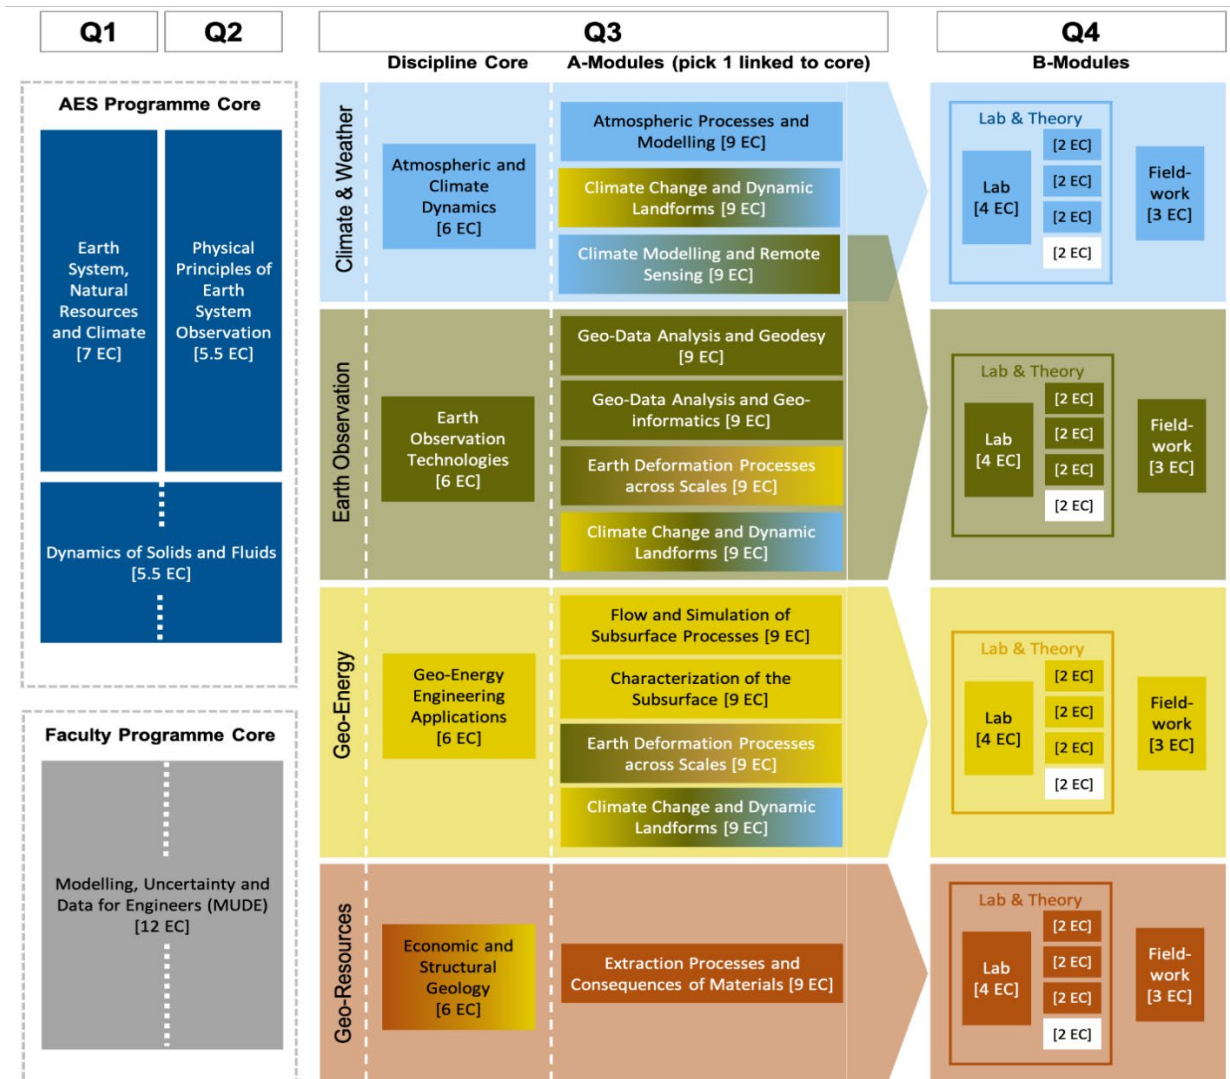 Q1
Q2
Q3
Q4
Discipline Core
A-Modules (pick 1 linked to core)
B-Modules
AES Programme Core
Earth
System,
Natural
Resources
and Climate
[7 EC]
Physical
Principles of
Earth
System
Observation
[5.5 EC]
Dynamics of Solids and Fluids
[5.5 EC]
Faculty Programme Core
Modelling, Uncertainty and
Data for Engineers (MUDE)
[12 EC]
Climate & Weather
Atmospheric and
Climate
Dynamics
[6 EC]
Atmospheric Processes and
Modelling [9 EC]
Climate Change and Dynamic
Landforms [9 EC]
Climate Modelling and Remote
Sensing [9 EC]
Lab & Theory
Lab
[4 EC]
[2 EC]
[2 EC]
[2 EC]
[2 EC]
Field-
work
[3 EC]
Earth Observation
Earth
Observation
Technologies
[6 EC]
Geo-Data Analysis and Geodesy
[9 EC]
Geo-Data Analysis and Geo-
informatics [9 EC]
Earth Deformation Processes
across Scales [9 EC]
Climate Change and Dynamic
Landforms [9 EC]
Lab & Theory
Lab
[4 EC]
[2 EC]
[2 EC]
[2 EC]
[2 EC]
Field-
work
[3 EC]
Geo-Energy
Geo-Energy
Engineering
Applications
[6 EC]
Flow and Simulation of
Subsurface Processes [9 EC]
Characterization of the
Subsurface [9 EC]
Earth Deformation Processes
across Scales [9 EC]
Climate Change and Dynamic
Landforms [9 EC]
Lab & Theory
Lab
[4 EC]
[2 EC]
[2 EC]
[2 EC]
[2 EC]
Field-
work
[3 EC]
Geo-Resources
Economic and
Structural
Geology
[6 EC]
Extraction Processes and
Consequences of Materials [9 EC]
Lab & Theory
Lab
[4 EC]
[2 EC]
[2 EC]
[2 EC]
[2 EC]
Field-
work
[3 EC]